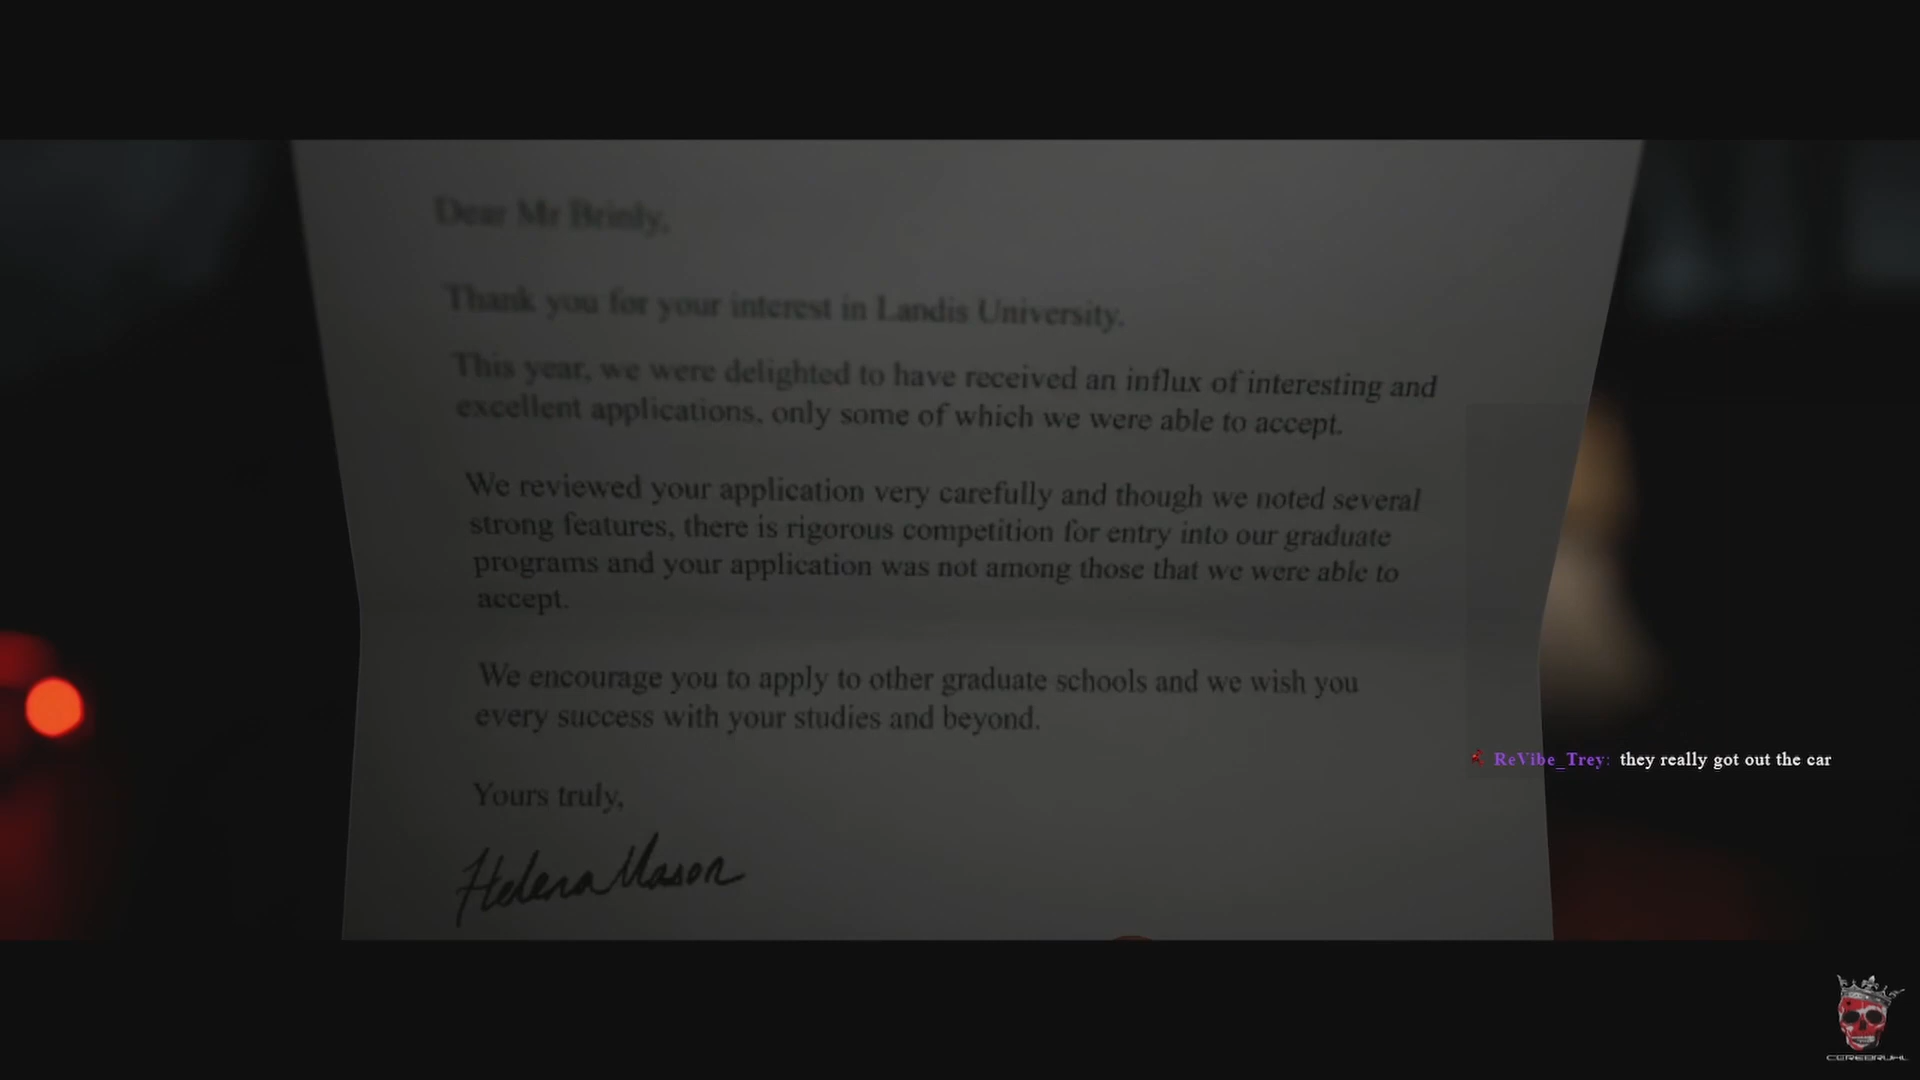 Dear Mr Brinly,
Thank you for your interest in Landis University.
This year, we were delighted to have received an influx of interesting and
excellent applications, only some of which we were able to accept.
We reviewed your application very carefully and though we noted several
strong features, there is rigorous competition for entry into our graduate
programs and your application was not among those that we were able to
accept.
We encourage you to apply to other graduate schools and we wish you
every success with your studies and beyond.
Yours truly,
Helena Mason
ReVibe_Trey: they really got out the car
CEREBRUHL